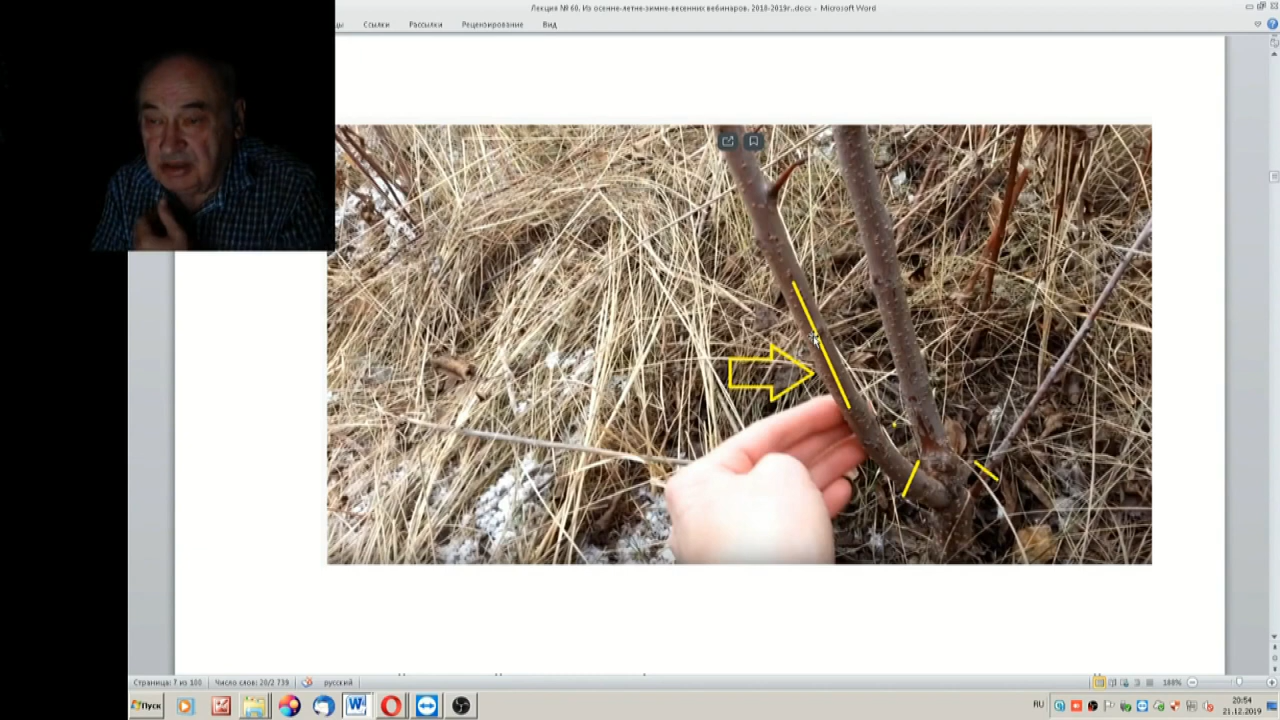 Лекция № 60. Из осенне-летне-зимне-весенних вебинаров. 2018-2019г..docx - Microsoft Word
Ссылки Рассылки Рецензирование Вид
Страница: 7 из 100 Число слов: 20/2 739 русский 100%
Пуск RU 20:54
21.12.2019